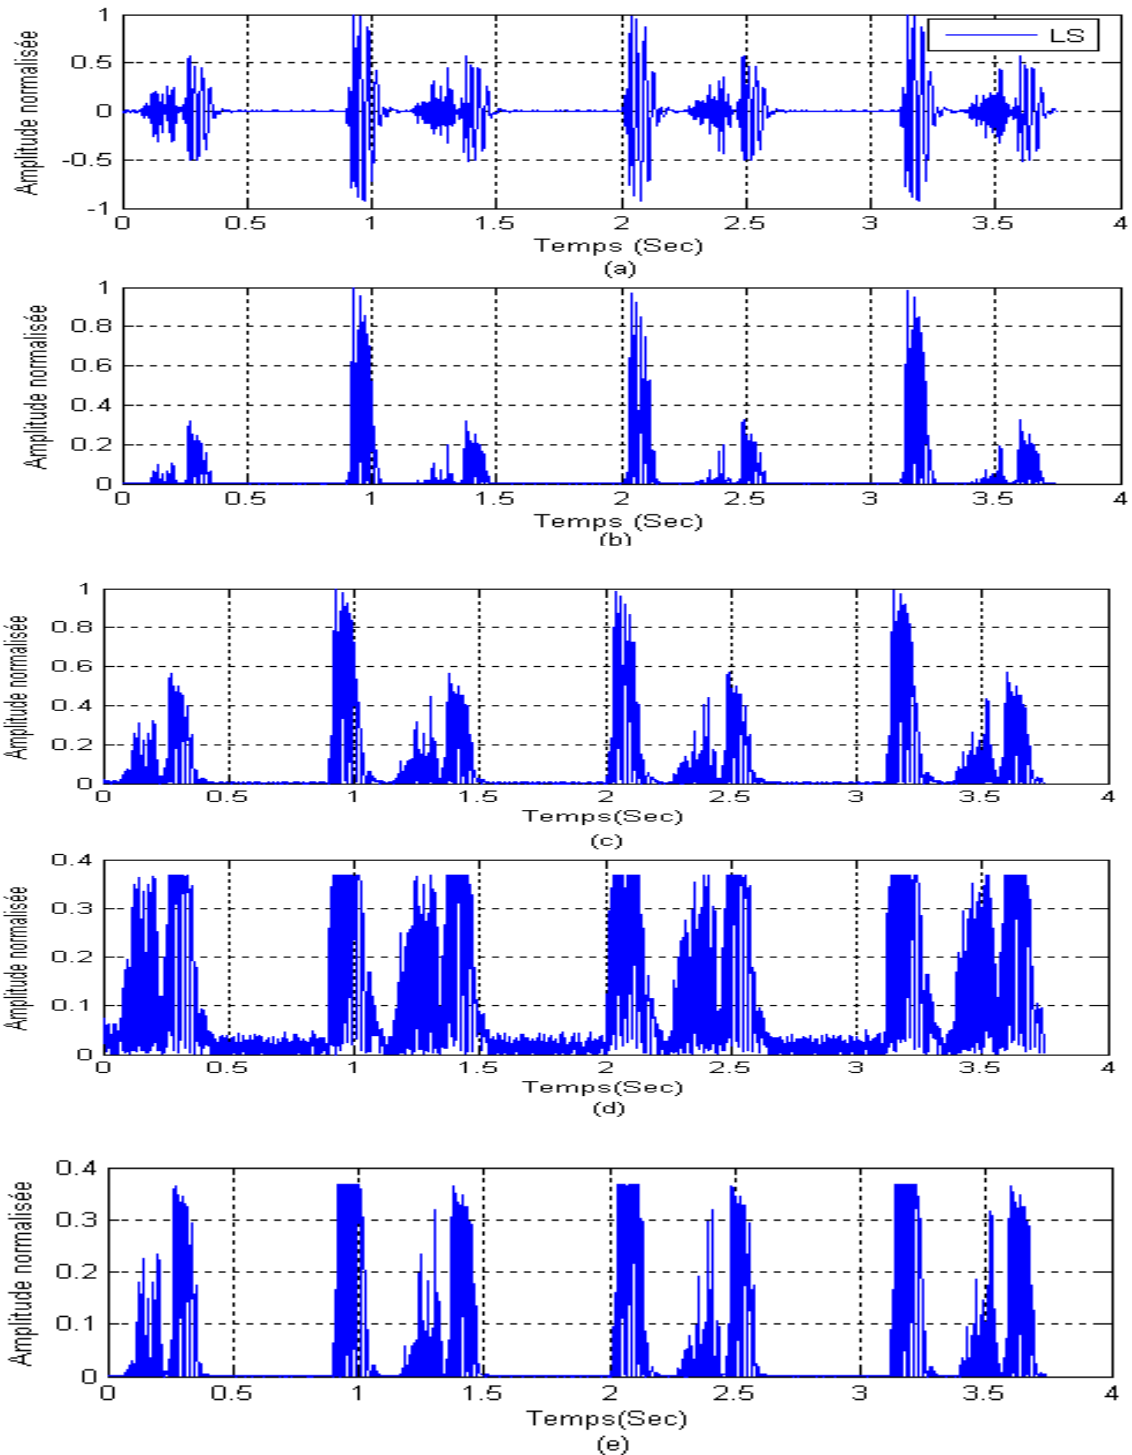 LS
Amplitude normalisée
1
0.5
0
-0.5
-1
0 0.5 1 1.5 2 2.5 3 3.5 4
Temps (Sec)
(a)
Amplitude normalisée
1
0.8
0.6
0.4
0.2
0
0 0.5 1 1.5 2 2.5 3 3.5 4
Temps (Sec)
(b)
Amplitude normalisée
1
0.8
0.6
0.4
0.2
0
0 0.5 1 1.5 2 2.5 3 3.5 4
Temps(Sec)
(c)
Amplitude normalisée
0.4
0.3
0.2
0.1
0
0 0.5 1 1.5 2 2.5 3 3.5 4
Temps(Sec)
(d)
Amplitude normalisée
0.4
0.3
0.2
0.1
0
0 0.5 1 1.5 2 2.5 3 3.5 4
Temps(Sec)
(e)